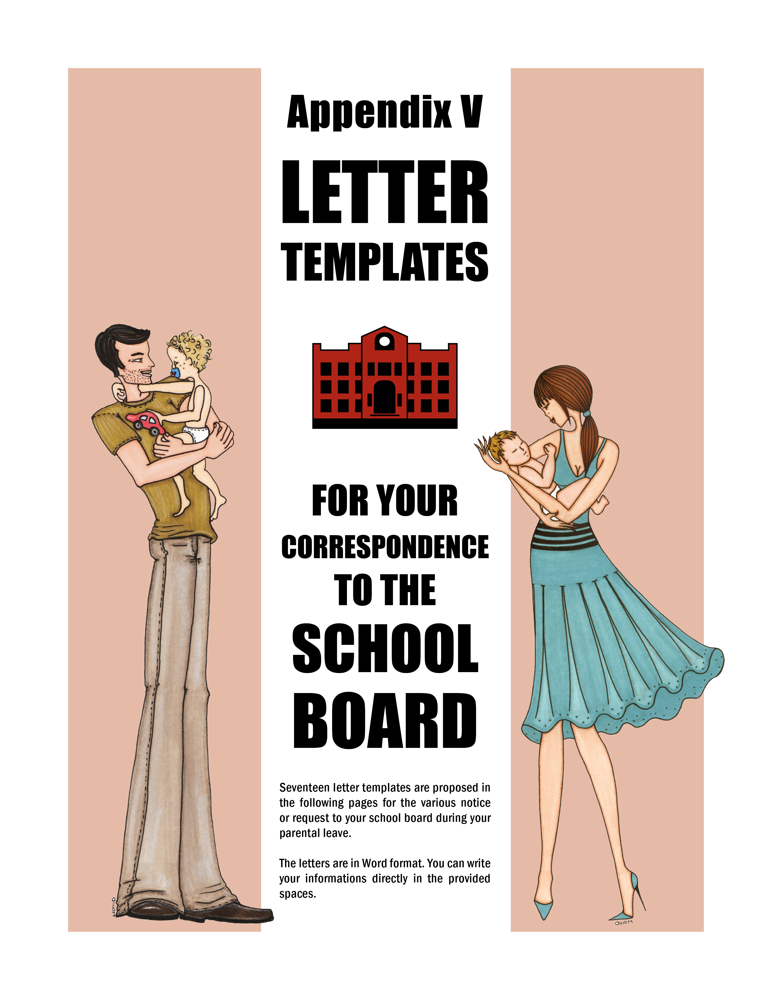 Appendix V
LETTER
TEMPLATES
FOR YOUR
CORRESPONDENCE
TO THE
SCHOOL
BOARD
Seventeen letter templates are proposed in
the following pages for the various notice
or request to your school board during your
parental leave.
The letters are in Word format. You can write
your informations directly in the provided
spaces.